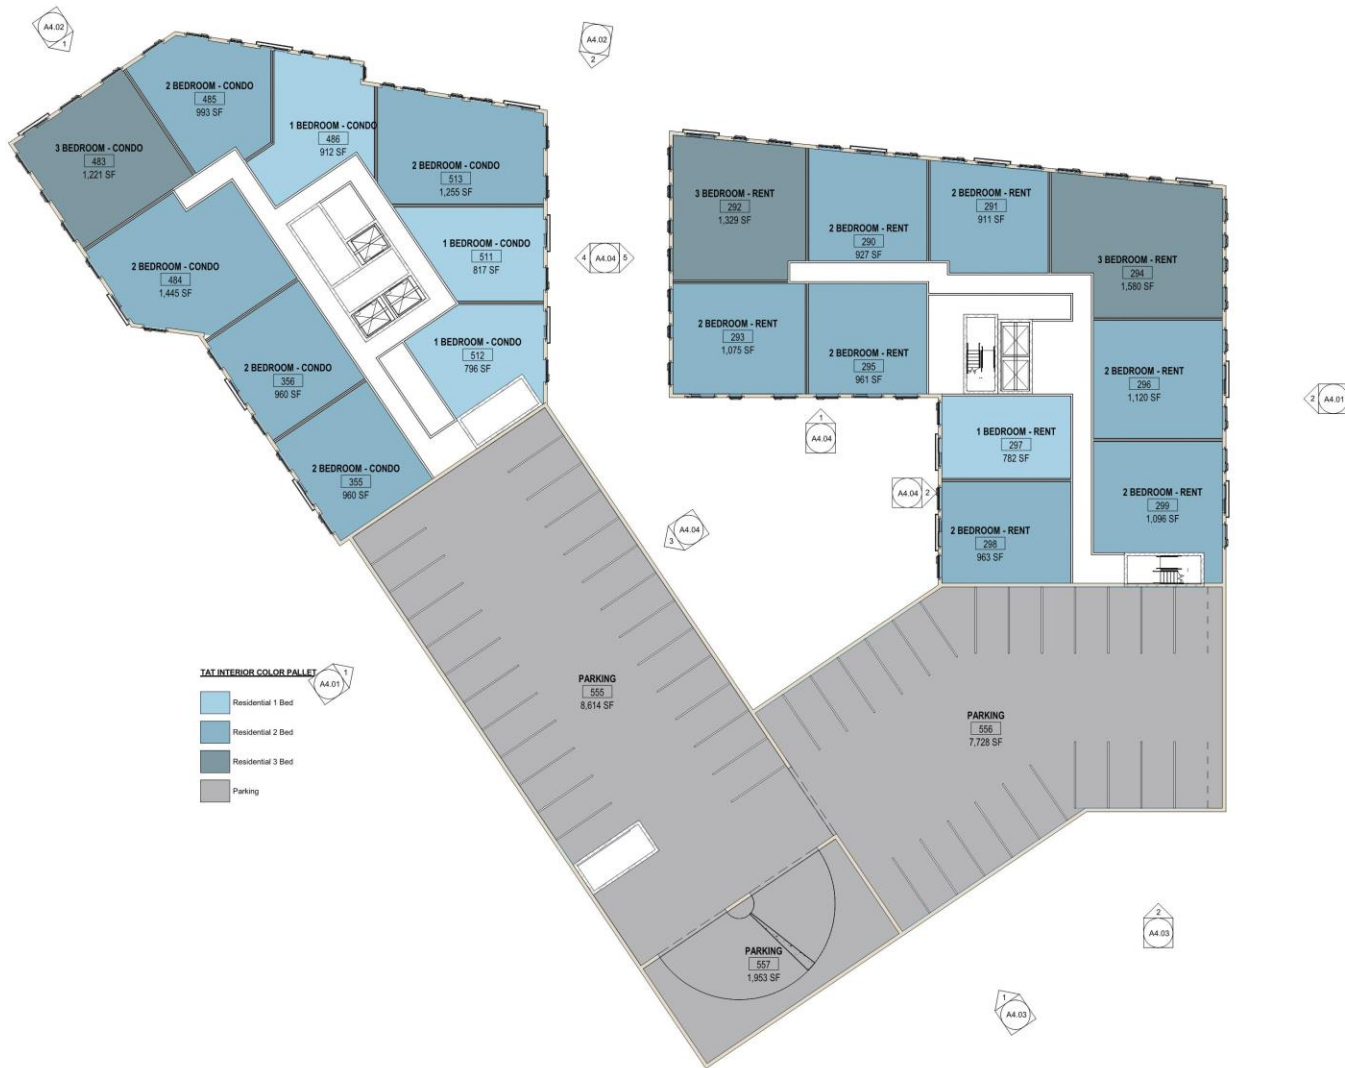 A4.02
1
A4.02
2
2 BEDROOM - CONDO
485
993 SF
1 BEDROOM - CONDO
486
912 SF
3 BEDROOM - CONDO
483
1,221 SF
2 BEDROOM - CONDO
513
1,255 SF
2 BEDROOM - CONDO
484
1,445 SF
1 BEDROOM - CONDO
511
817 SF
4
A4.04
5
3 BEDROOM - RENT
292
1,329 SF
2 BEDROOM - RENT
290
927 SF
2 BEDROOM - RENT
291
911 SF
3 BEDROOM - RENT
294
1,580 SF
2 BEDROOM - RENT
293
1,075 SF
2 BEDROOM - RENT
295
961 SF
2 BEDROOM - RENT
296
1,120 SF
2
A4.01
1 BEDROOM - CONDO
512
796 SF
2 BEDROOM - CONDO
356
960 SF
2 BEDROOM - CONDO
355
960 SF
1
A4.04
1 BEDROOM - RENT
297
782 SF
A4.04
2
2 BEDROOM - RENT
299
1,096 SF
2 BEDROOM - RENT
298
963 SF
A4.04
3
TAT INTERIOR COLOR PALLET
Residential 1 Bed
Residential 2 Bed
Residential 3 Bed
Parking
1
A4.01
PARKING
555
8,614 SF
PARKING
556
7,728 SF
PARKING
557
1,953 SF
2
A4.03
1
A4.03